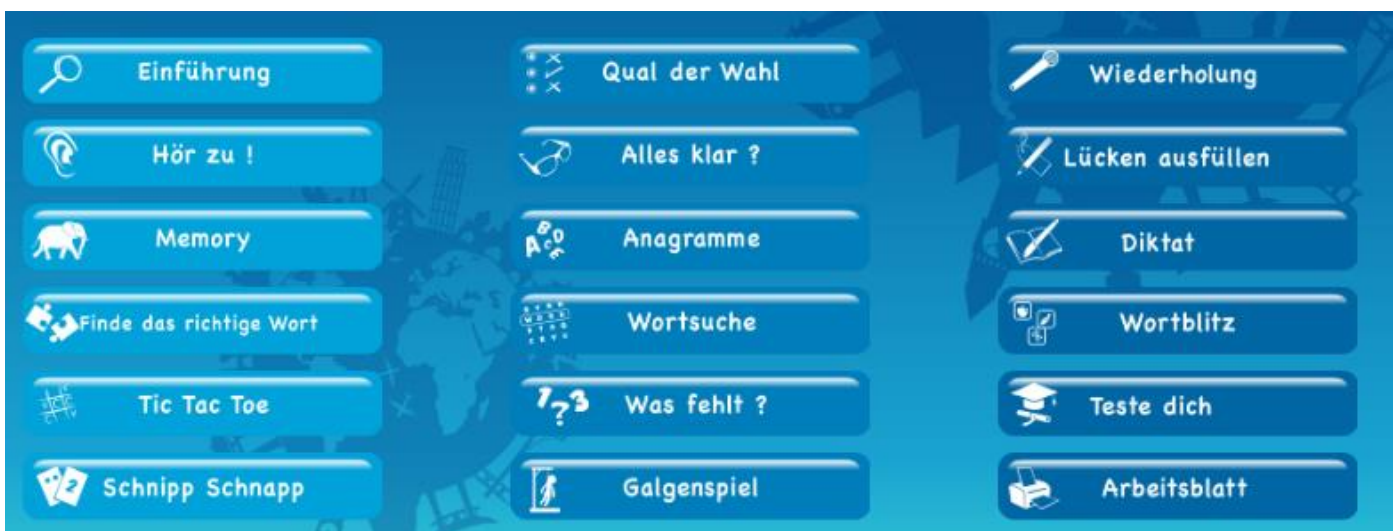 Einführung
Qual der Wahl
Wiederholung
Hör zu !
Alles klar ?
Lücken ausfüllen
Memory
Anagramme
Diktat
Finde das richtige Wort
Wortsuche
Wortblitz
Tic Tac Toe
Was fehlt ?
Teste dich
Schnipp Schnapp
Galgenspiel
Arbeitsblatt